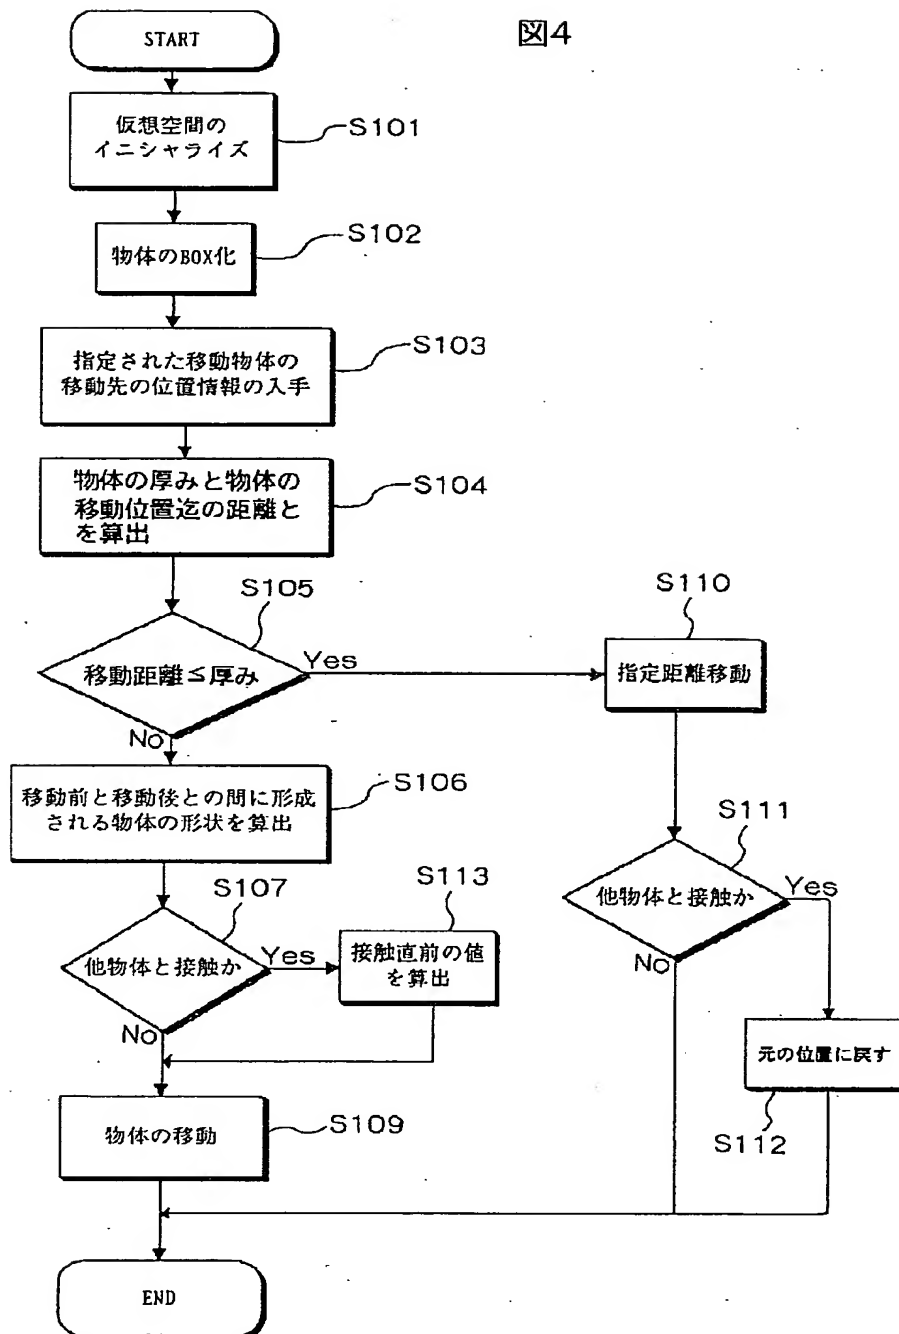 図4
START
仮想空間の
イニシャライズ
S101
物体のBOX化
S102
指定された移動物体の
移動先の位置情報の入手
S103
物体の厚みと物体の
移動位置迄の距離と
を算出
S104
S105
移動距離≦厚み
Yes
No
S110
指定距離移動
移動前と移動後との間に形成
される物体の形状を算出
S106
S107
他物体と接触か
Yes
No
S113
接触直前の値
を算出
S111
他物体と接触か
Yes
No
元の位置に戻す
S112
物体の移動
S109
END